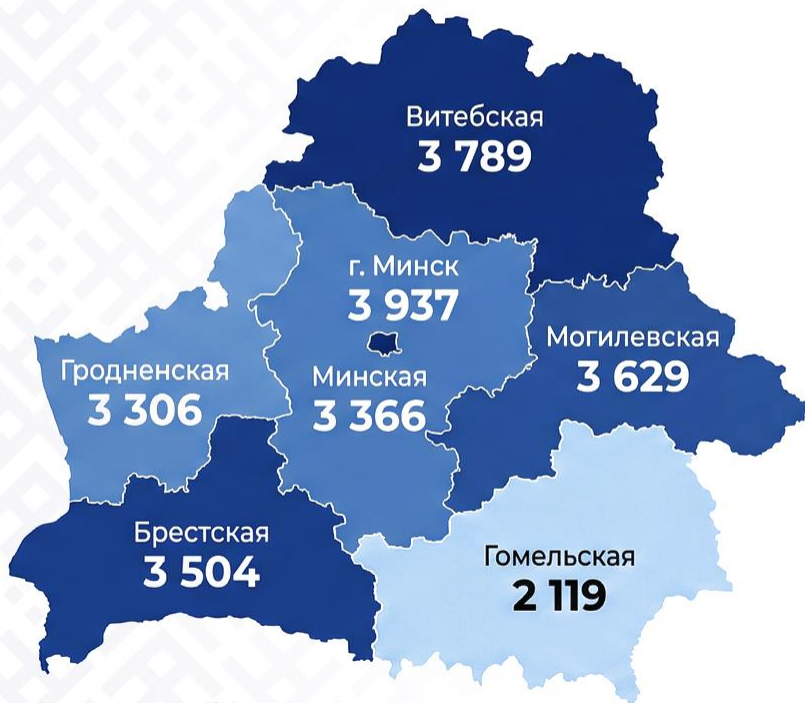 Витебская
3 789
г. Минск
3 937
Могилевская
3 629
Гродненская
3 306
Минская
3 366
Брестская
3 504
Гомельская
2 119